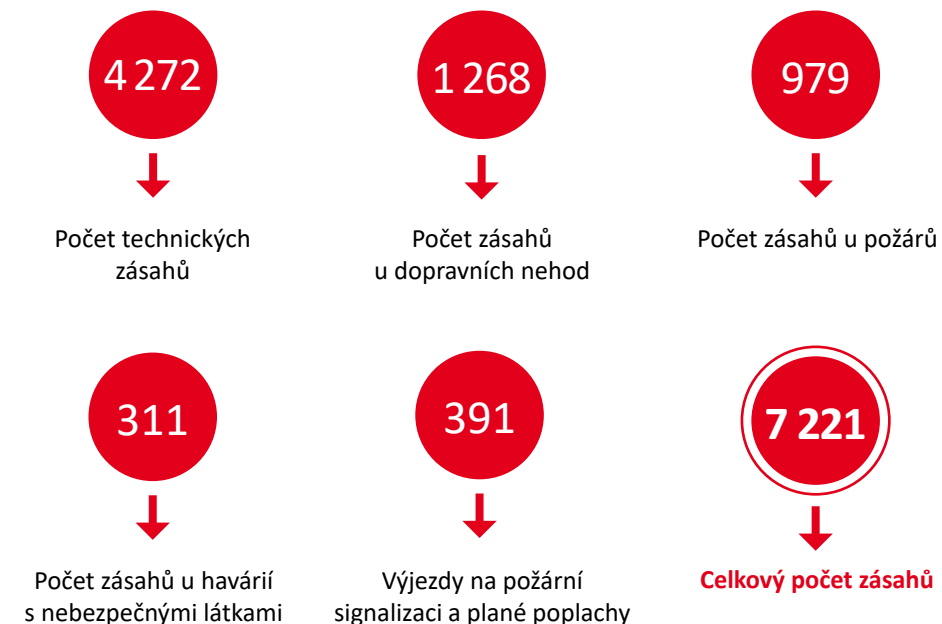 4 272
1 268
979
Počet technických
zásahů
Počet zásahů
u dopravních nehod
Počet zásahů u požárů
311
391
7 221
Počet zásahů u havárií
s nebezpečnými látkami
Výjezdy na požární
signalizaci a plané poplachy
Celkový počet zásahů